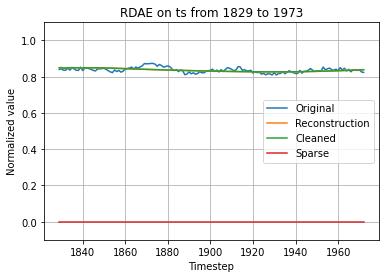 RDAE on ts from 1829 to 1973
Normalized value
1.0
0.8
0.6
0.4
0.2
0.0
Original
Reconstruction
Cleaned
Sparse
1840 1860 1880 1900 1920 1940 1960
Timestep